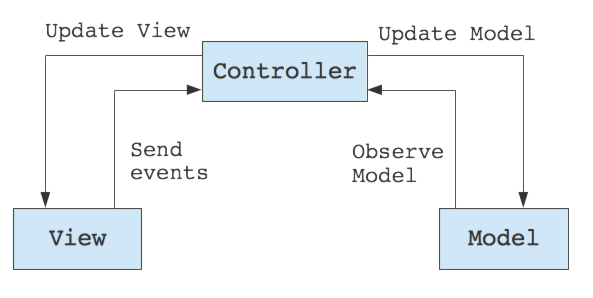 Update View
Update Model
Controller
Send
events
Observe
Model
View
Model